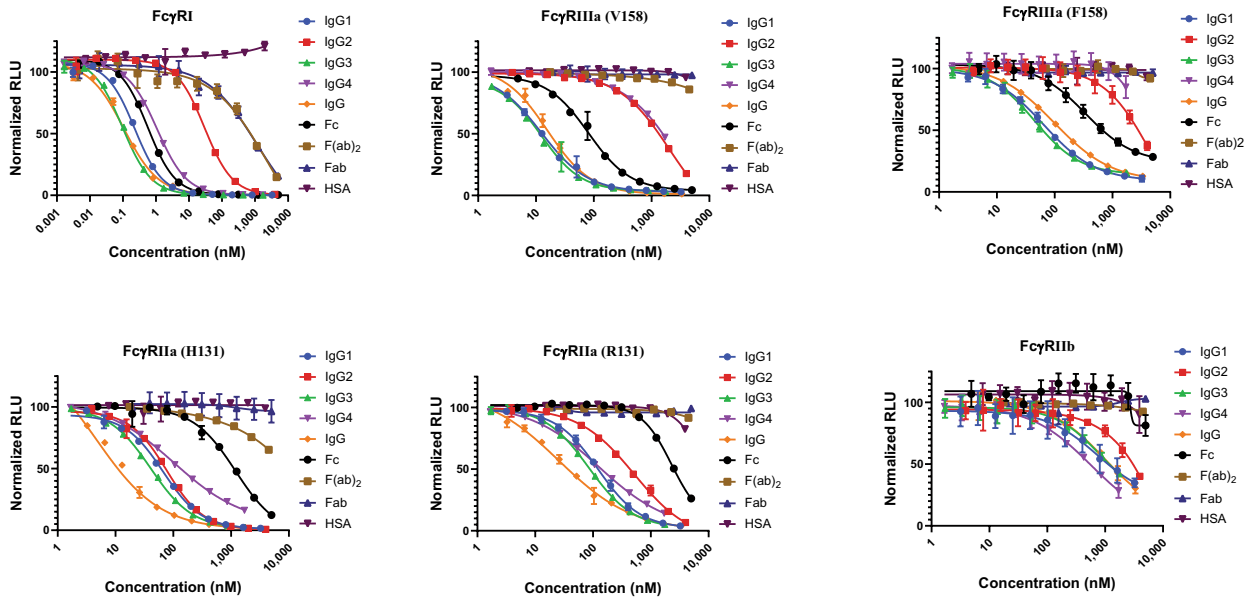 FcγRI
Normalized RLU
100
50
0
0.001
0.01
0.1
1
10
100
1,000
10,000
Concentration (nM)
IgG1
IgG2
IgG3
IgG4
IgG
Fc
F(ab)2
Fab
HSA
FcγRIIIa (V158)
Normalized RLU
100
50
0
1
10
100
1,000
10,000
Concentration (nM)
IgG1
IgG2
IgG3
IgG4
IgG
Fc
F(ab)2
Fab
HSA
FcγRIIIa (F158)
Normalized RLU
100
50
0
1
10
100
1,000
10,000
Concentration (nM)
IgG1
IgG2
IgG3
IgG4
IgG
Fc
F(ab)2
Fab
HSA
FcγRIIa (H131)
Normalized RLU
100
50
0
1
10
100
1,000
10,000
Concentration (nM)
IgG1
IgG2
IgG3
IgG4
IgG
Fc
F(ab)2
Fab
HSA
FcγRIIa (R131)
Normalized RLU
100
50
0
1
10
100
1,000
10,000
Concentration (nM)
IgG1
IgG2
IgG3
IgG4
IgG
Fc
F(ab)2
Fab
HSA
FcγRIIb
Normalized RLU
100
50
0
1
10
100
1,000
10,000
Concentration (nM)
IgG1
IgG2
IgG3
IgG4
IgG
Fc
F(ab)2
Fab
HSA